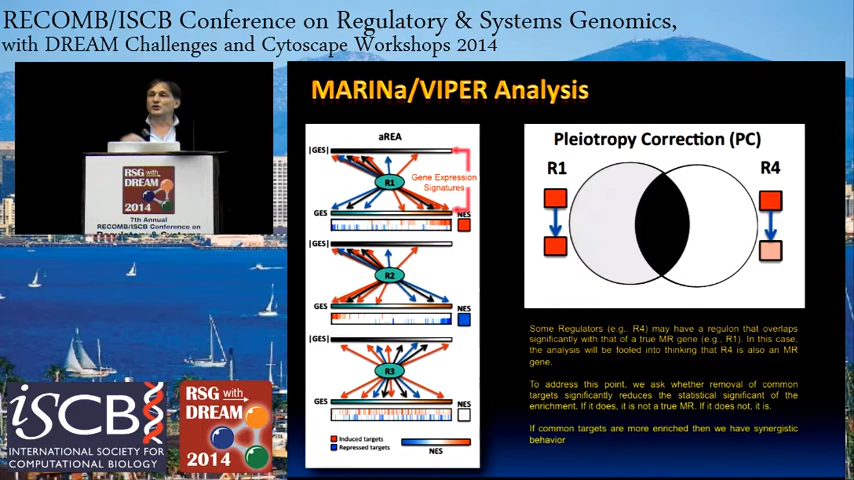 RECOMB/ISCB Conference on Regulatory & Systems Genomics,
with DREAM Challenges and Cytoscape Workshops 2014
RSG with
DREAM
2014
7th Annual
RECOMB/ISCB Conference on
MARINa/VIPER Analysis
aREA
|GES|
R1
Gene Expression
Signatures
GES
NES
|GES|
R2
GES
NES
|GES|
R3
GES
NES
Induced targets
Repressed targets
NES
Pleiotropy Correction (PC)
R1
R4
Some Regulators (e.g., R4) may have a regulon that overlaps
significantly with that of a true MR gene (e.g., R1). In this case,
the analysis will be fooled into thinking that R4 is also an MR
gene.
To address this point, we ask whether removal of common
targets significantly reduces the statistical significant of the
enrichment. If it does, it is not a true MR. If it does not, it is.
If common targets are more enriched then we have synergistic
behavior
iSCB
INTERNATIONAL SOCIETY FOR
COMPUTATIONAL BIOLOGY
RSG with
DREAM
2014